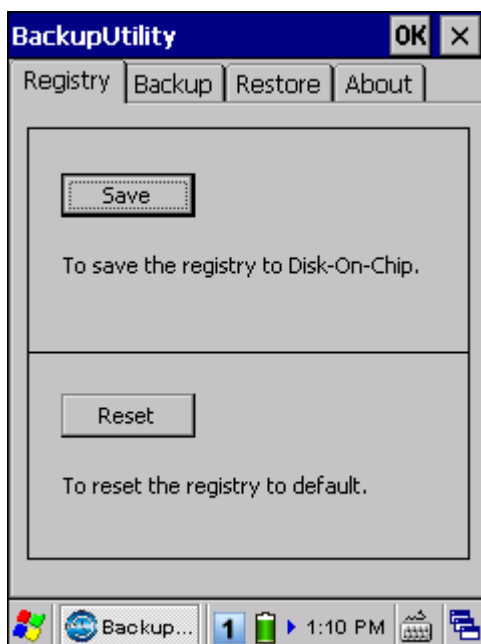 BackupUtility OK ×
Registry Backup Restore About
Save
To save the registry to Disk-On-Chip.
Reset
To reset the registry to default.
Backup... 1 1:10 PM